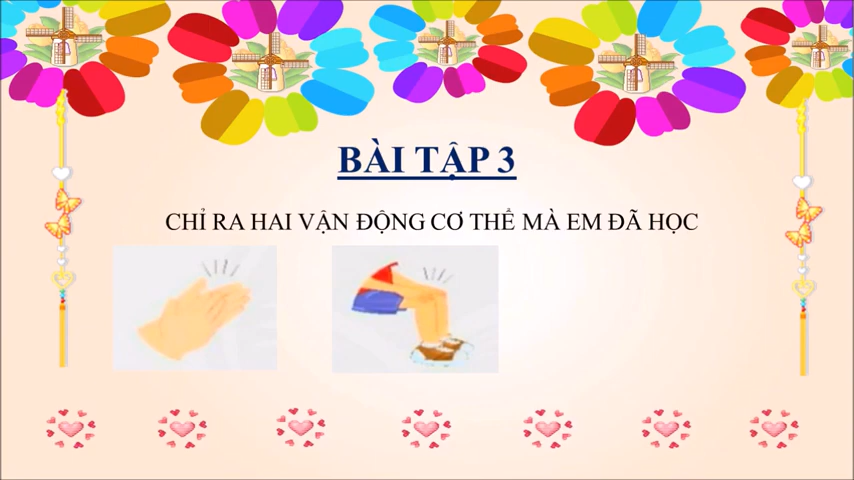 BÀI TẬP 3
CHỈ RA HAI VẬN ĐỘNG CƠ THỂ MÀ EM ĐÃ HỌC